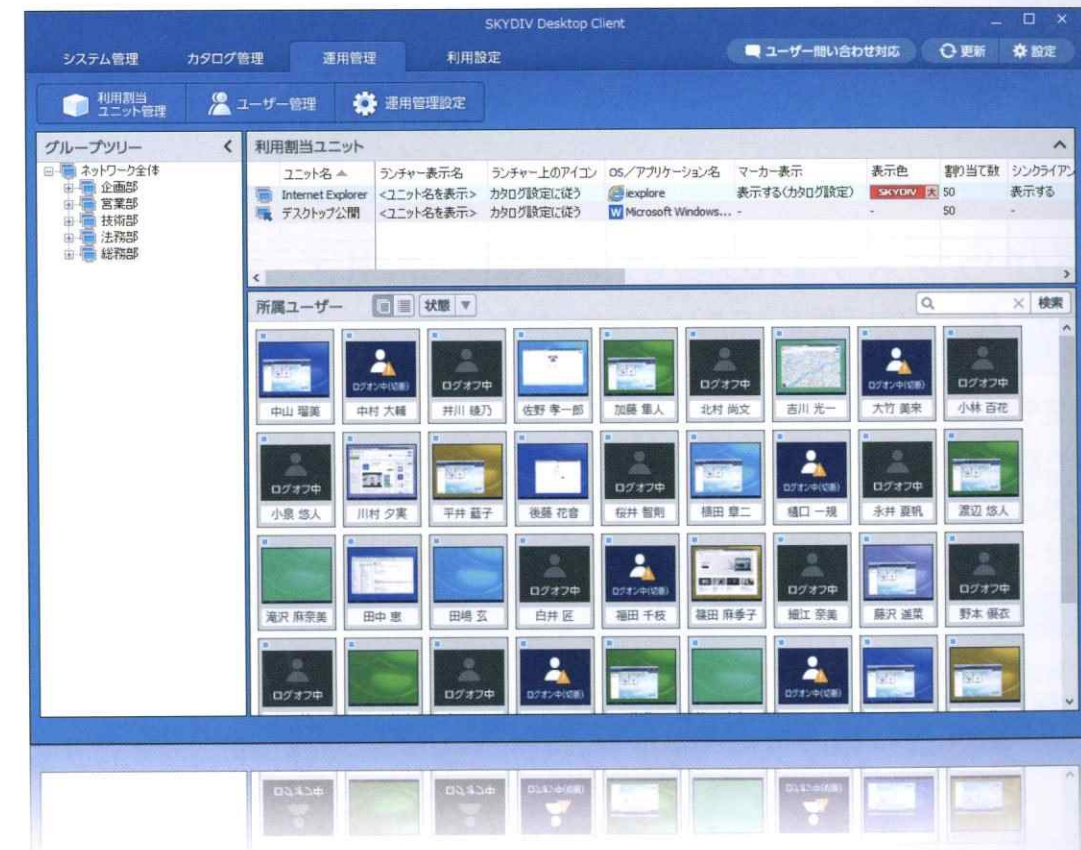 SKYDIV Desktop Client
システム管理
カタログ管理
運用管理
利用設定
ユーザー問い合わせ対応
更新
設定
利用割当
ユニット管理
ユーザー管理
運用管理設定
グループツリー
ネットワーク全体
企画部
営業部
技術部
法務部
総務部
利用割当ユニット
ユニット名 ランチャー表示名 ランチャー上のアイコン OS/アプリケーション名 マーカー表示 表示色 割り当て数 シンクライアン
Internet Explorer <ユニット名を表示> カタログ設定に従う iexplore 表示する(カタログ設定) SKYDIV 大 50 表示する
デスクトップ公開 <ユニット名を表示> カタログ設定に従う Microsoft Windows... - - 50 -
所属ユーザー 状態 検索
ログオン中(切断) ログオフ中 ログオフ中 ログオン中(切断) ログオフ中
中山 瑠美 中村 大輔 井川 綾乃 佐野 孝一郎 加藤 隼人 北村 尚文 吉川 光一 大竹 美来 小林 百花
ログオフ中 ログオフ中 ログオン中(切断) ログオフ中
小泉 悠人 川村 夕実 平井 藍子 後藤 花音 桜井 智則 植田 章二 樋口 一規 永井 夏帆 渡辺 悠人
ログオフ中 ログオン中(切断) ログオフ中 ログオフ中
滝沢 麻奈美 田中 恵 田嶋 玄 白井 匠 福田 千枝 篠田 麻季子 細江 奈美 藤沢 遥菜 野本 優衣
ログオフ中 ログオフ中 ログオン中(切断) ログオン中(切断)